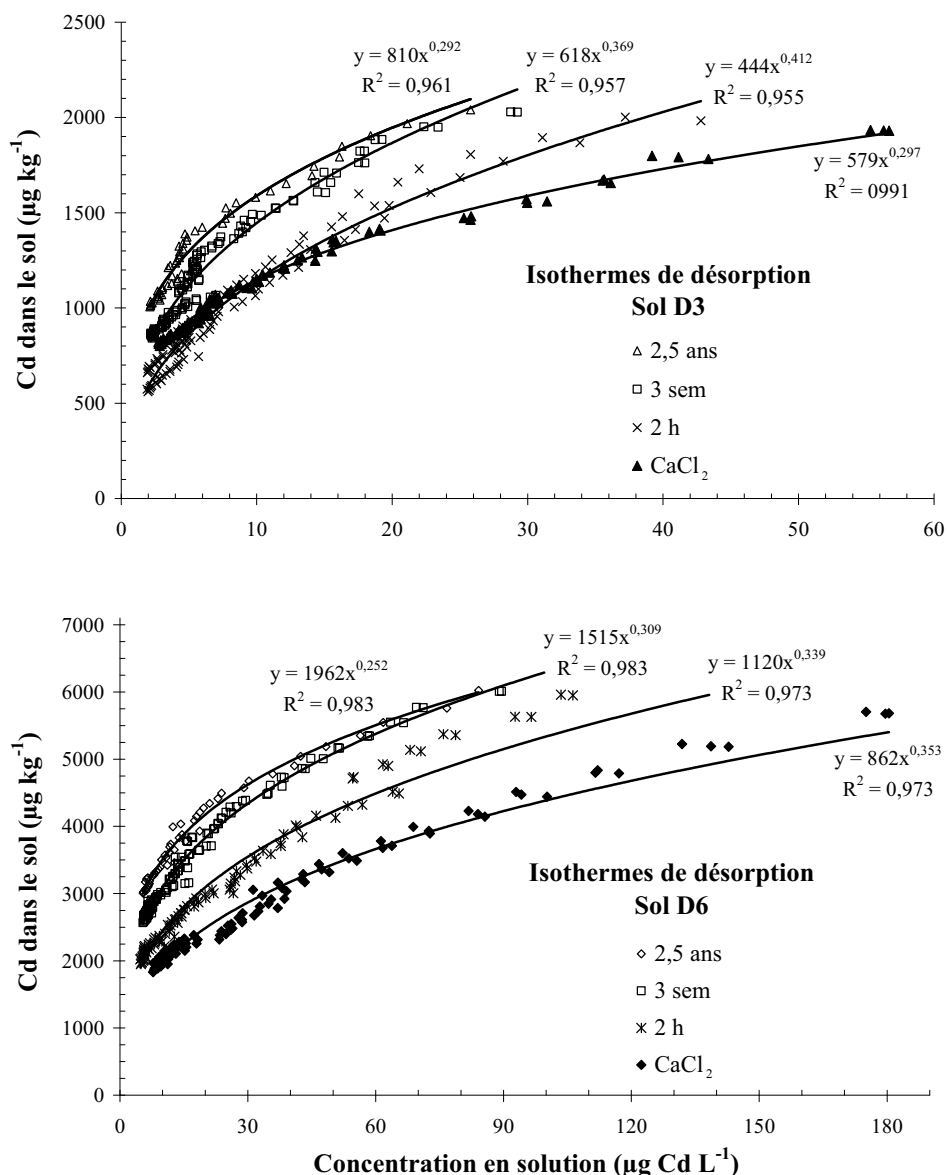 2500
2000
1500
1000
500
0
Cd dans le sol (µg kg⁻¹)
y = 810x^0,292
R² = 0,961
y = 618x^0,369
R² = 0,957
y = 444x^0,412
R² = 0,955
y = 579x^0,297
R² = 0991
Isothermes de désorption
Sol D3
2,5 ans
3 sem
2 h
CaCl₂
0 10 20 30 40 50 60
7000
6000
5000
4000
3000
2000
1000
0
Cd dans le sol (µg kg⁻¹)
y = 1962x^0,252
R² = 0,983
y = 1515x^0,309
R² = 0,983
y = 1120x^0,339
R² = 0,973
y = 862x^0,353
R² = 0,973
Isothermes de désorption
Sol D6
2,5 ans
3 sem
2 h
CaCl₂
0 30 60 90 120 150 180
Concentration en solution (µg Cd L⁻¹)